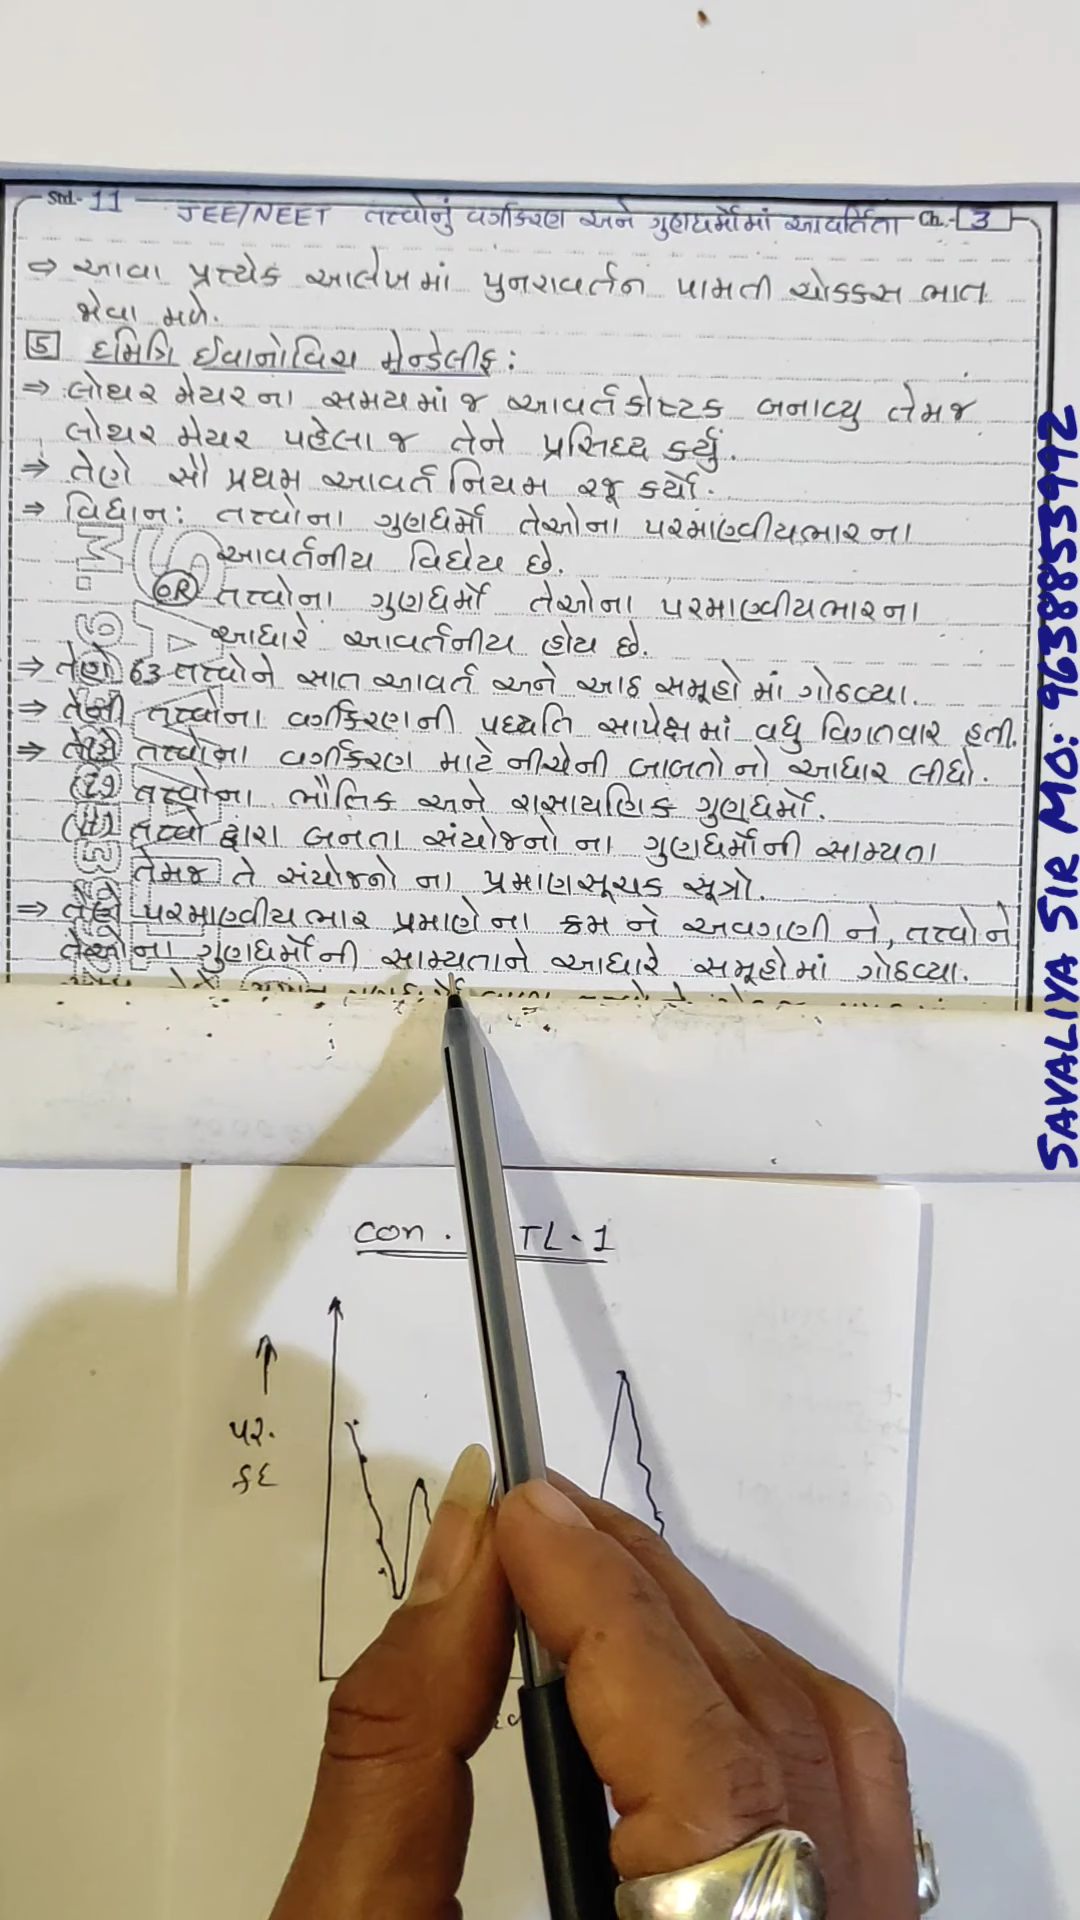 Std.- 11 JEE/NEET તત્ત્વોનું વર્ગીકરણ અને ગુણધર્મોમાં આવર્તિતા Ch.- 3
⇒ આવા પ્રત્યેક આલેખમાં પુનરાવર્તન પામતી ચોક્કસ ભાત
જોવા મળે.
5 દમિત્રિ ઈવાનોવિચ મેન્ડેલીફ :
⇒ લોથર મેયરના સમયમાં જ આવર્તકોષ્ટક બનાવ્યુ તેમજ
લોથર મેયર પહેલા જ તેને પ્રસિધ્ધ કર્યું.
⇒ તેણે સૌ પ્રથમ આવર્ત નિયમ રજૂ કર્યો.
⇒ વિધાન: તત્ત્વોના ગુણધર્મો તેઓના પરમાણ્વીયભારના
આવર્તનીય વિધેય છે.
OR તત્ત્વોના ગુણધર્મો તેઓના પરમાણ્વીયભારના
આધારે આવર્તનીય હોય છે.
⇒ તેણે 63 તત્ત્વોને સાત આવર્ત અને આઠ સમૂહોમાં ગોઠવ્યા.
⇒ તેની તત્ત્વોના વર્ગીકરણની પધ્ધતિ સાપેક્ષમાં વધુ વિગતવાર હતી.
⇒ તેણે તત્ત્વોના વર્ગીકરણ માટે નીચેની બાબતોનો આધાર લીધો.
તત્ત્વોના ભૌતિક અને રાસાયણિક ગુણધર્મો.
તત્વો દ્વારા બનતા સંયોજનો ના ગુણધર્મોની સામ્યતા
તેમજ તે સંયોજનો ના પ્રમાણસૂચક સૂત્રો.
⇒ તેણે પરમાણ્વીયભાર પ્રમાણેના ક્રમ ને અવગણી ને, તત્ત્વોને
તેઓના ગુણધર્મોની સામ્યતાને આધારે સમૂહોમાં ગોઠવ્યા.
SAVALIYA SIR MO: 9638853992
con. TL-1
પર.
કદ